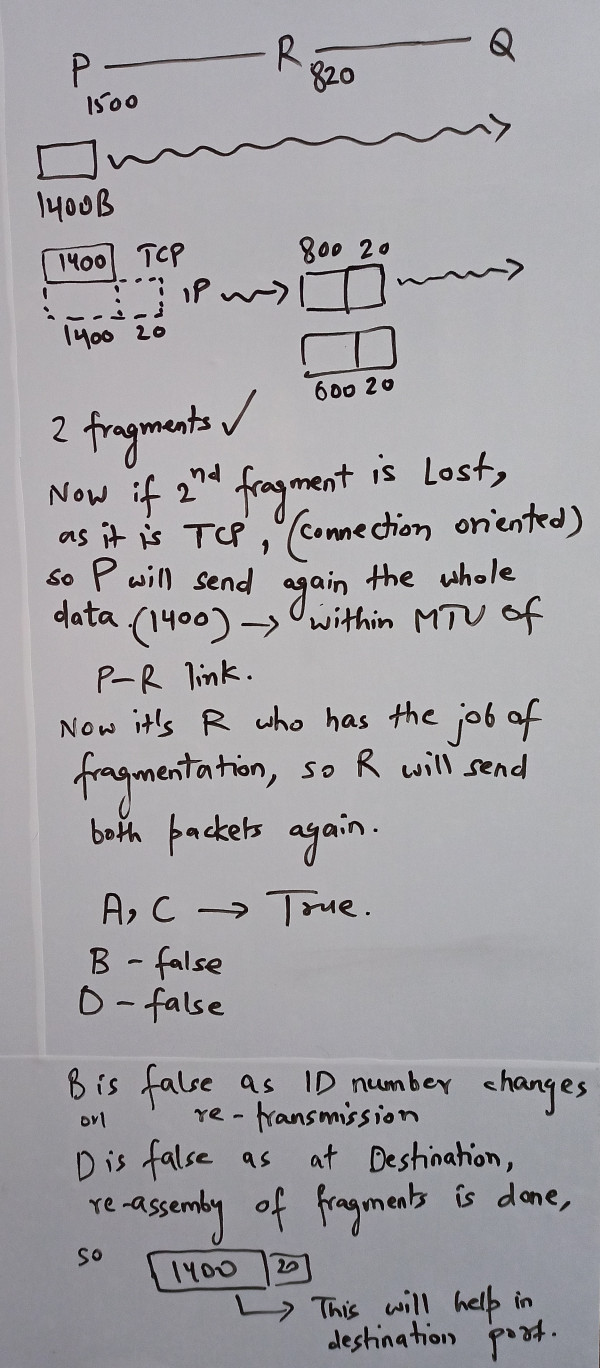 P R Q
1500 820
1400B
1400 TCP 800 20
IP
1400 20
600 20
2 fragments ✓
Now if 2nd fragment is Lost,
as it is TCP, (connection oriented)
so P will send again the whole
data.(1400) → within MTU of
P-R link.
Now it's R who has the job of
fragmentation, so R will send
both packets again.
A, C → True.
B - false
D - false
B is false as ID number changes
on re-transmission
D is false as at Destination,
re-assemby of fragments is done,
so 1400 20
→ This will help in
destination port.